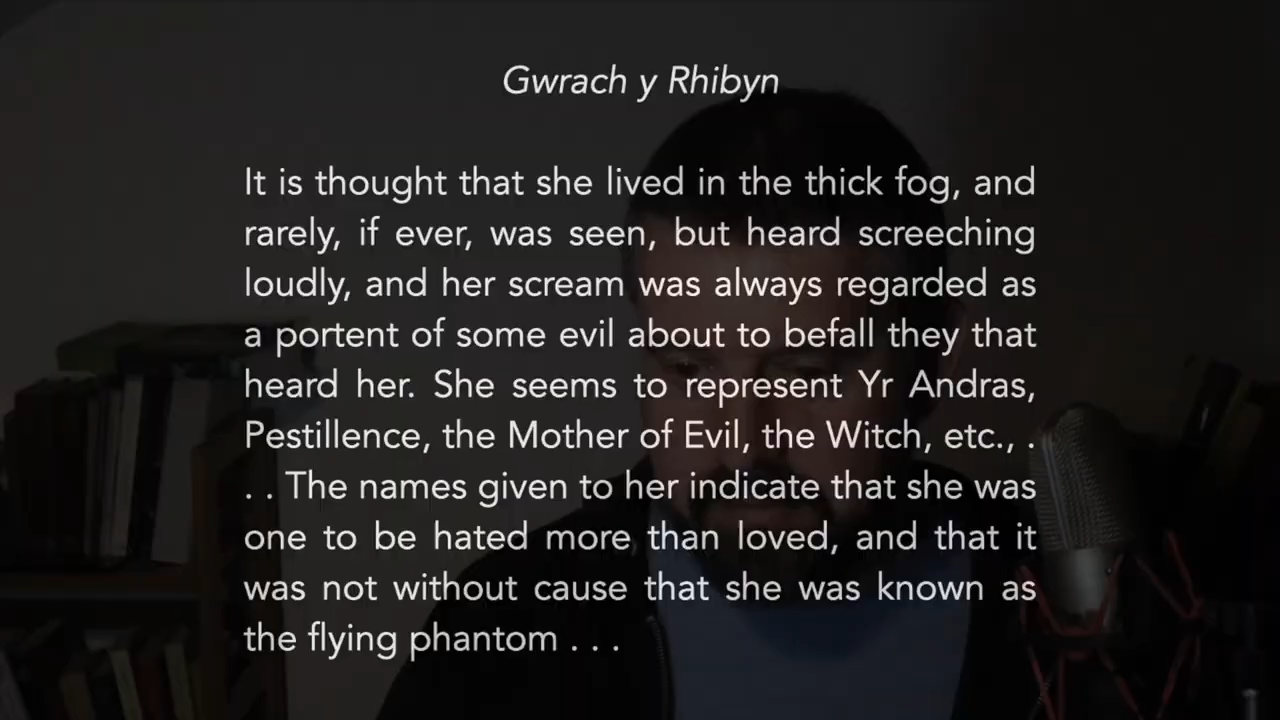 Gwrach y Rhibyn
It is thought that she lived in the thick fog, and
rarely, if ever, was seen, but heard screeching
loudly, and her scream was always regarded as
a portent of some evil about to befall they that
heard her. She seems to represent Yr Andras,
Pestillence, the Mother of Evil, the Witch, etc., .
. . The names given to her indicate that she was
one to be hated more than loved, and that it
was not without cause that she was known as
the flying phantom . . .